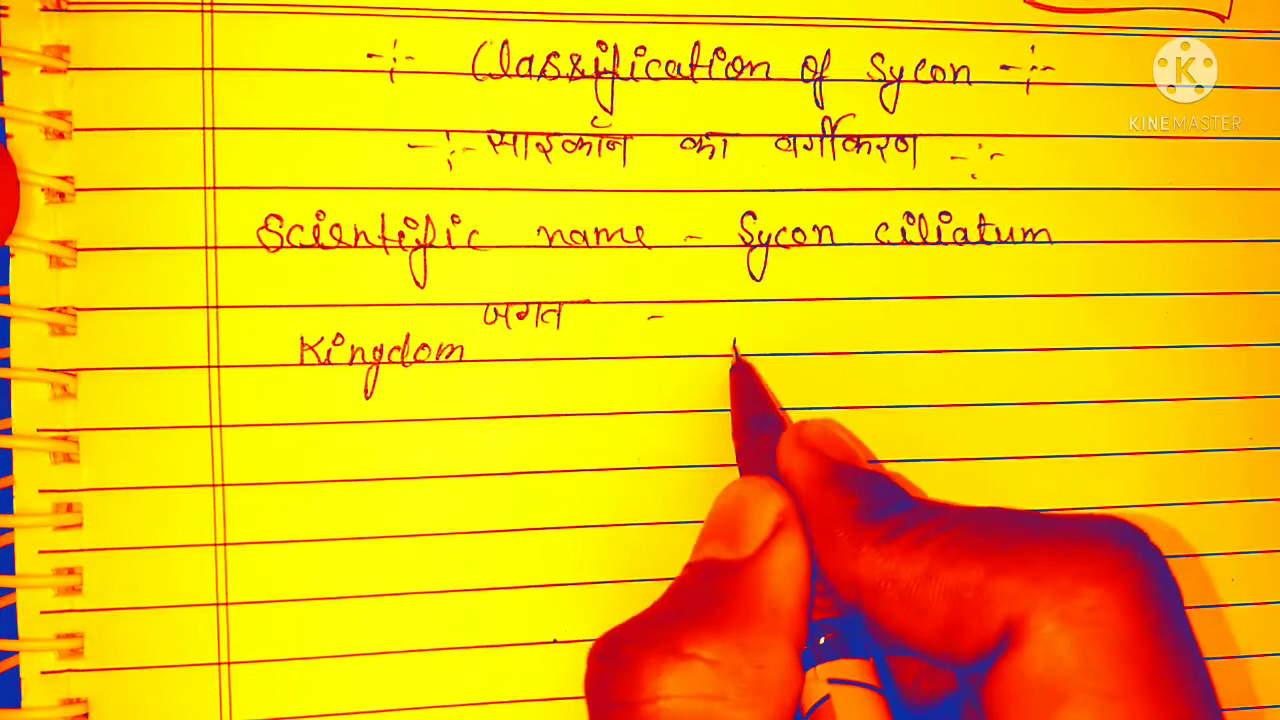 Classification of Sycon
साइकॉन का वर्गीकरण
Scientific name - Sycon ciliatum
Kingdom जगत -
KINEMASTER